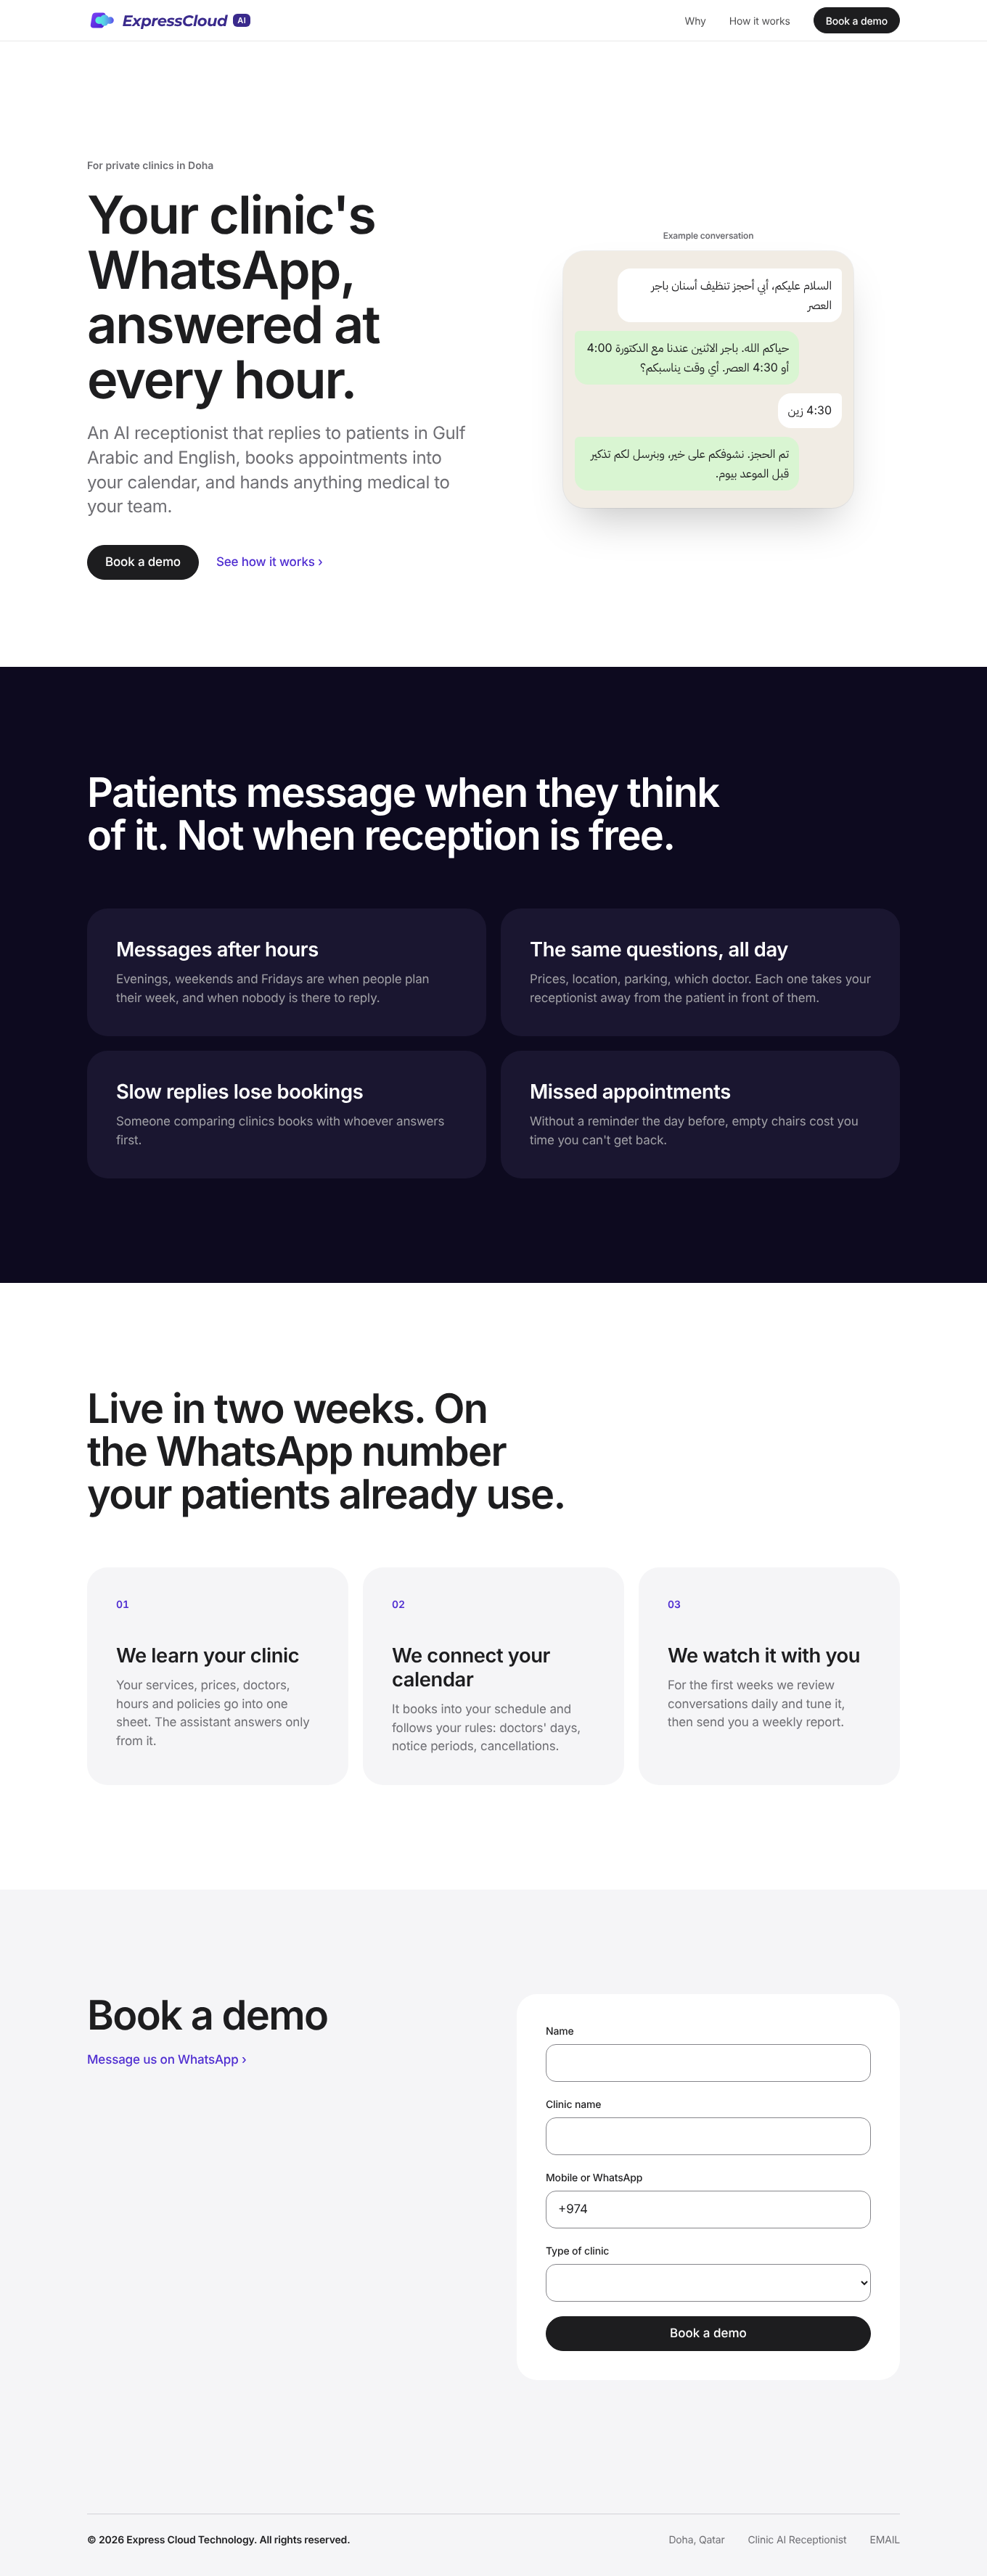 ExpressCloud AI
Why
How it works
Book a demo
For private clinics in Doha
Your clinic's
WhatsApp,
answered at
every hour.
An AI receptionist that replies to patients in Gulf
Arabic and English, books appointments into
your calendar, and hands anything medical to
your team.
Book a demo
See how it works ›
Example conversation
السلام عليكم، أبي أحجز تنظيف أسنان باجر
العصر
حياكم الله. باجر الاثنين عندنا مع الدكتورة 4:00
أو 4:30 العصر. أي وقت يناسبكم؟
4:30 زين
تم الحجز. نشوفكم على خير، وبنرسل لكم تذكير
قبل الموعد بيوم.
Patients message when they think
of it. Not when reception is free.
Messages after hours
Evenings, weekends and Fridays are when people plan
their week, and when nobody is there to reply.
The same questions, all day
Prices, location, parking, which doctor. Each one takes your
receptionist away from the patient in front of them.
Slow replies lose bookings
Someone comparing clinics books with whoever answers
first.
Missed appointments
Without a reminder the day before, empty chairs cost you
time you can't get back.
Live in two weeks. On
the WhatsApp number
your patients already use.
01
We learn your clinic
Your services, prices, doctors,
hours and policies go into one
sheet. The assistant answers only
from it.
02
We connect your
calendar
It books into your schedule and
follows your rules: doctors' days,
notice periods, cancellations.
03
We watch it with you
For the first weeks we review
conversations daily and tune it,
then send you a weekly report.
Book a demo
Message us on WhatsApp ›
Name
Clinic name
Mobile or WhatsApp
+974
Type of clinic
Book a demo
© 2026 Express Cloud Technology. All rights reserved.
Doha, Qatar
Clinic AI Receptionist
EMAIL